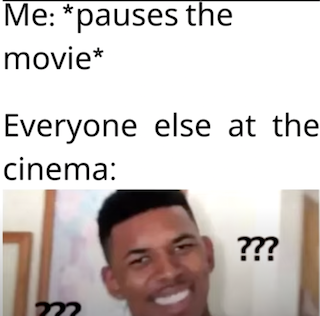 Me: *pauses the
movie*
Everyone else at the
cinema:
???
???